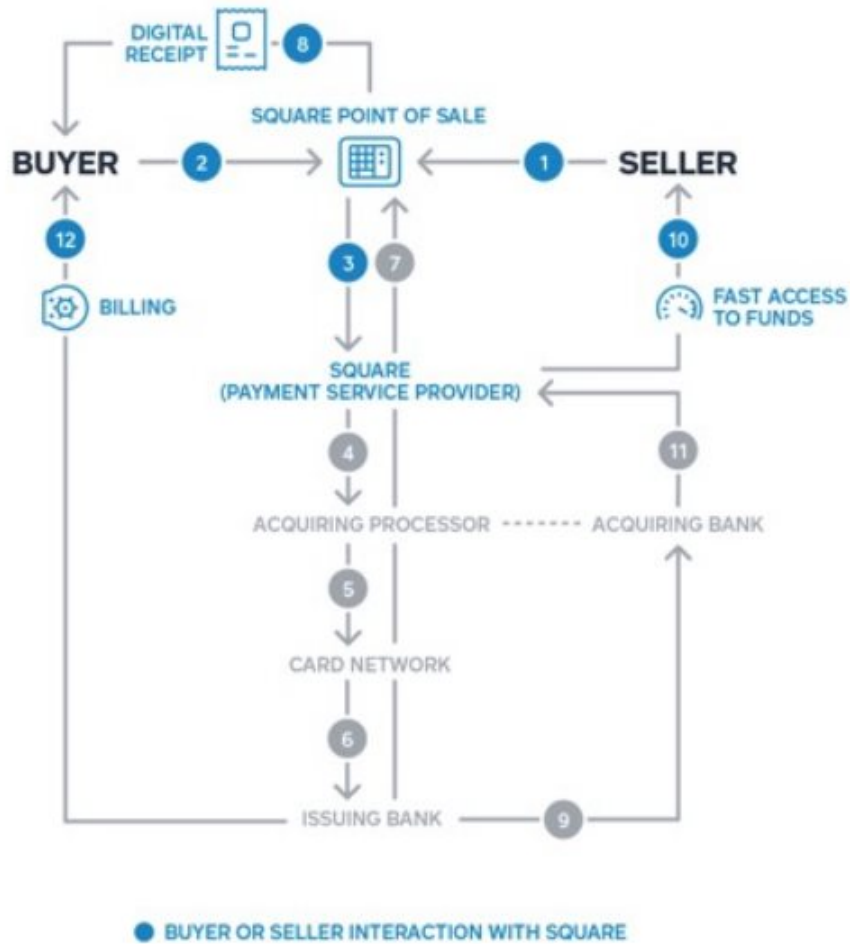 DIGITAL
RECEIPT
8
SQUARE POINT OF SALE
BUYER
2
1
SELLER
12
3
7
10
BILLING
FAST ACCESS
TO FUNDS
SQUARE
(PAYMENT SERVICE PROVIDER)
4
11
ACQUIRING PROCESSOR
ACQUIRING BANK
5
CARD NETWORK
6
ISSUING BANK
9
BUYER OR SELLER INTERACTION WITH SQUARE